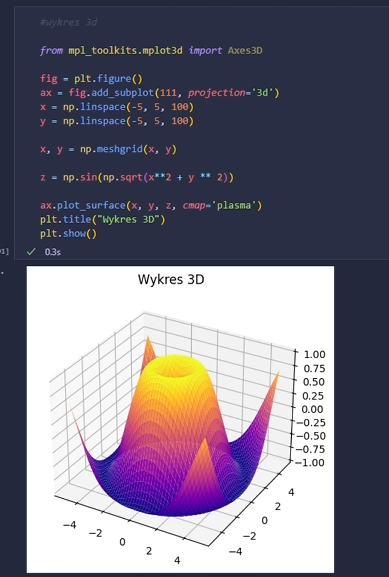 #wykres 3d
from mpl_toolkits.mplot3d import Axes3D
fig = plt.figure()
ax = fig.add_subplot(111, projection='3d')
x = np.linspace(-5, 5, 100)
y = np.linspace(-5, 5, 100)
x, y = np.meshgrid(x, y)
z = np.sin(np.sqrt(x**2 + y ** 2))
ax.plot_surface(x, y, z, cmap='plasma')
plt.title("Wykres 3D")
plt.show()
✓ 0.3s
Wykres 3D
1.00
0.75
0.50
0.25
0.00
−0.25
−0.50
−0.75
−1.00
−4
−2
0
2
4
4
2
0
−2
−4